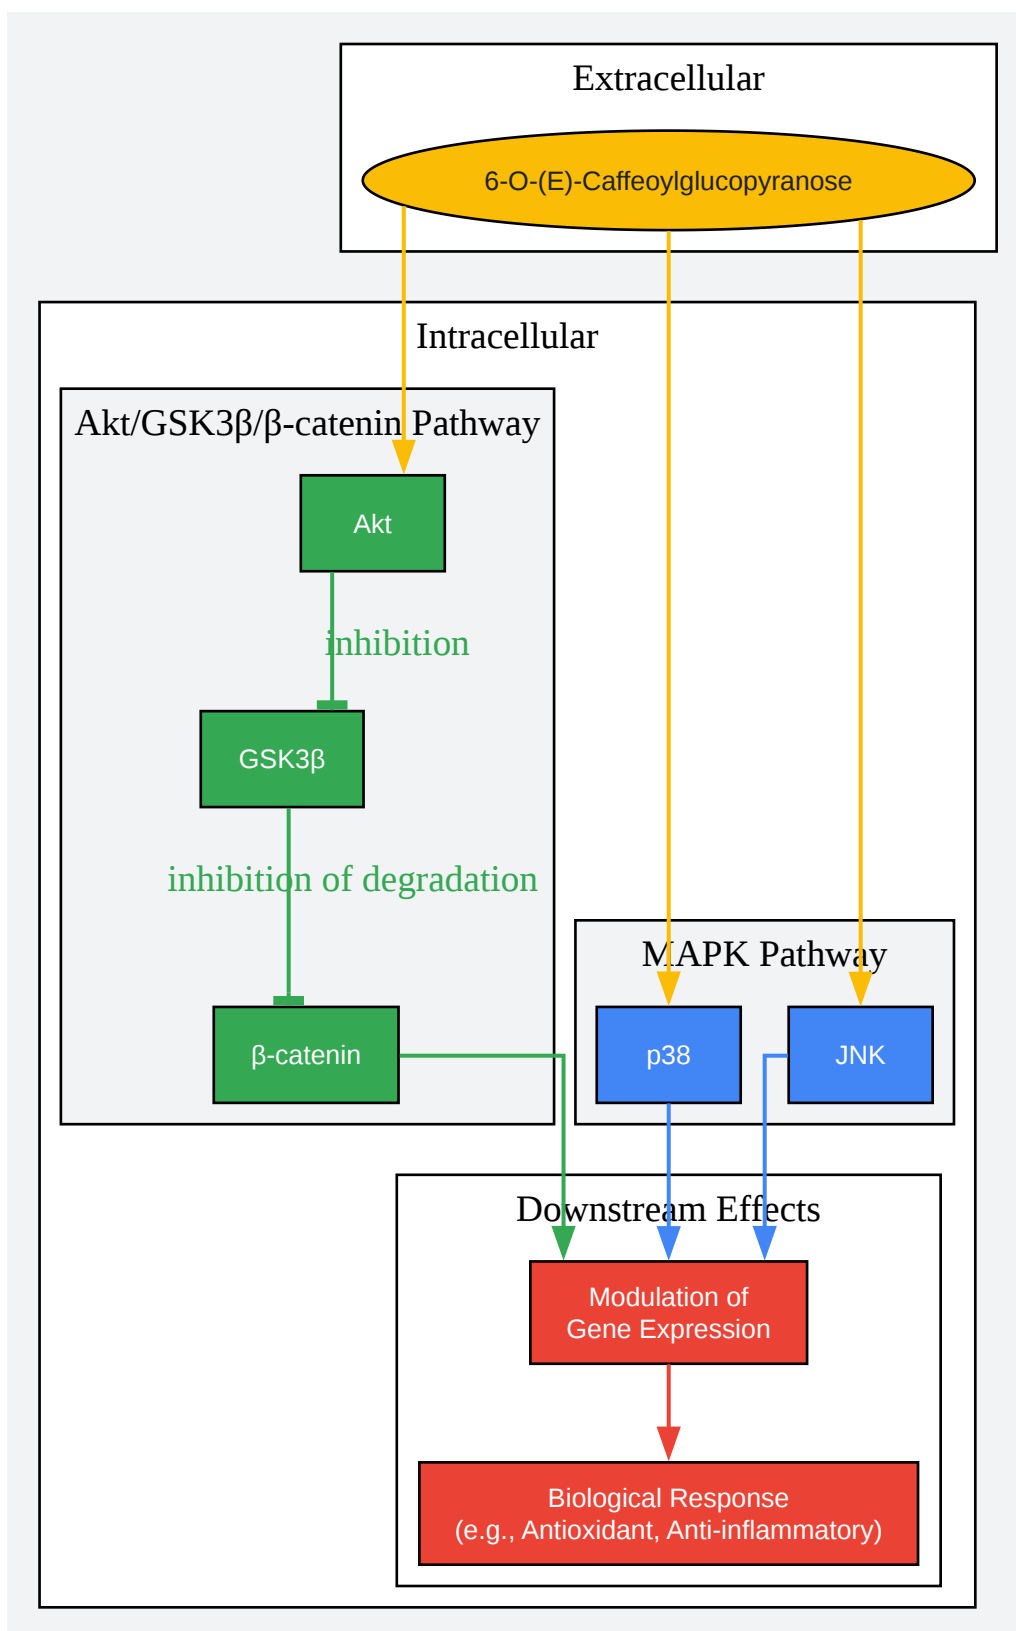 Extracellular
6-O-(E)-Caffeoylglucopyranose
Intracellular
Akt/GSK3β/β-catenin Pathway
Akt
inhibition
GSK3β
inhibition of degradation
MAPK Pathway
β-catenin
p38
JNK
Downstream Effects
Modulation of
Gene Expression
Biological Response
(e.g., Antioxidant, Anti-inflammatory)